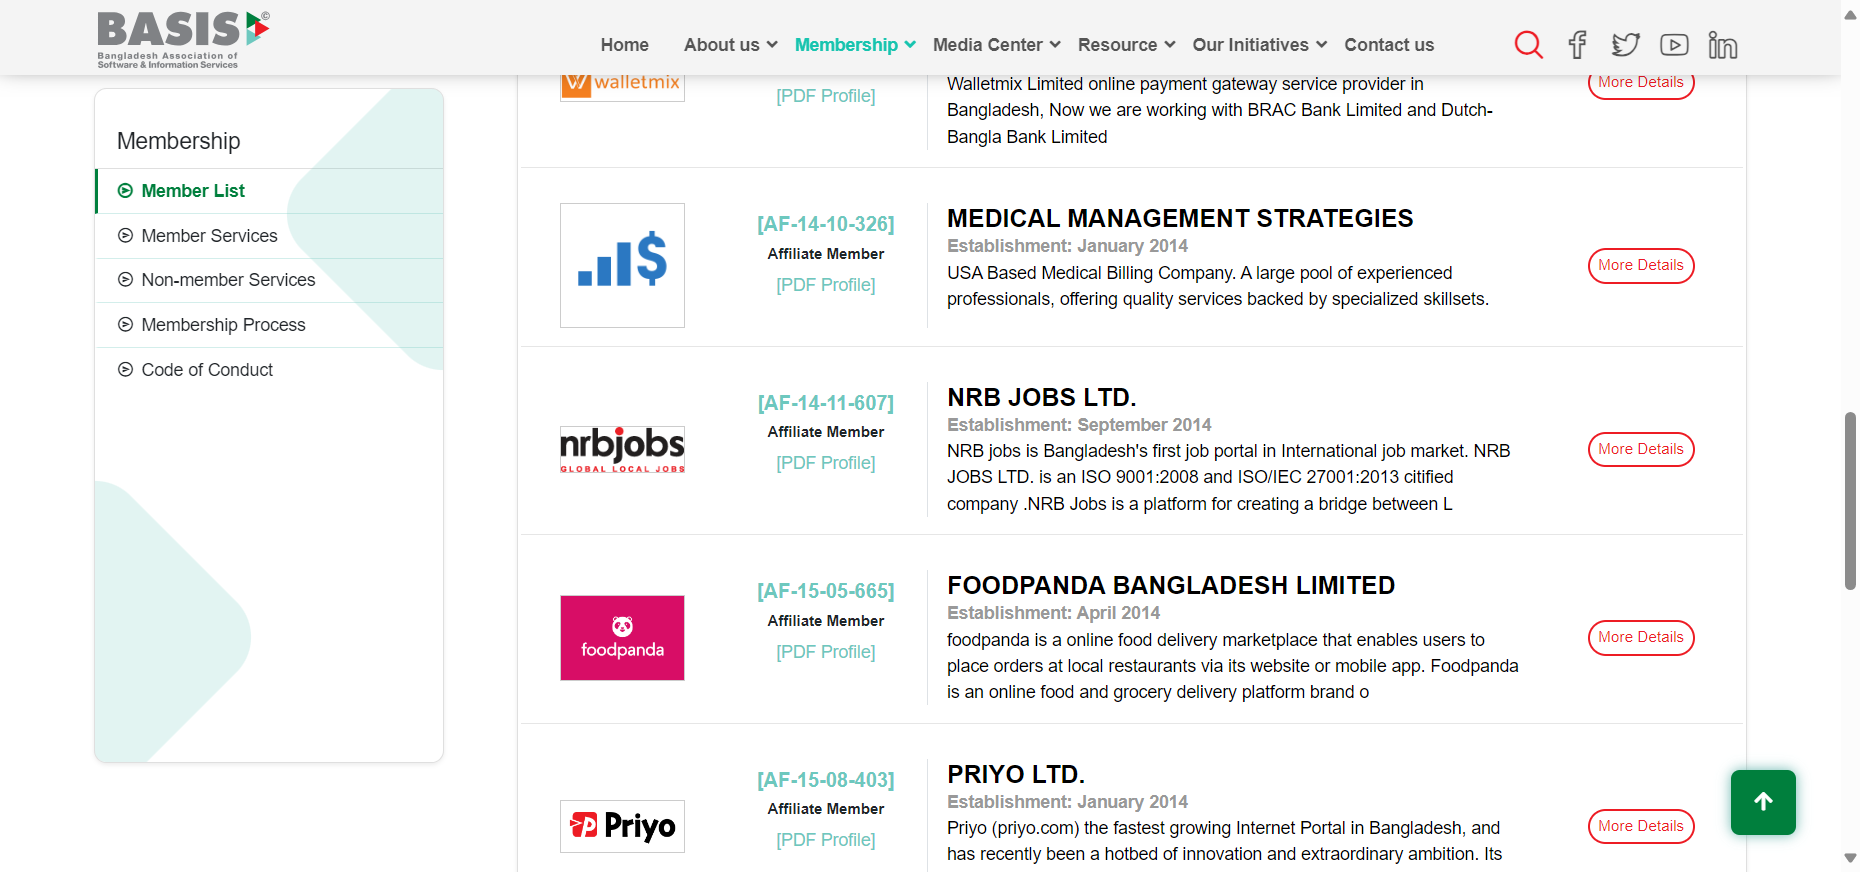 BASIS ©
Bangladesh Association of
Software & Information Services
Home About us Membership Media Center Resource Our Initiatives Contact us
Membership
Member List
Member Services
Non-member Services
Membership Process
Code of Conduct
walletmix
[PDF Profile]
Walletmix Limited online payment gateway service provider in
Bangladesh, Now we are working with BRAC Bank Limited and Dutch-
Bangla Bank Limited
More Details
[AF-14-10-326]
Affiliate Member
[PDF Profile]
MEDICAL MANAGEMENT STRATEGIES
Establishment: January 2014
USA Based Medical Billing Company. A large pool of experienced
professionals, offering quality services backed by specialized skillsets.
More Details
nrbjobs
GLOBAL LOCAL JOBS
[AF-14-11-607]
Affiliate Member
[PDF Profile]
NRB JOBS LTD.
Establishment: September 2014
NRB jobs is Bangladesh's first job portal in International job market. NRB
JOBS LTD. is an ISO 9001:2008 and ISO/IEC 27001:2013 citified
company .NRB Jobs is a platform for creating a bridge between L
More Details
foodpanda
[AF-15-05-665]
Affiliate Member
[PDF Profile]
FOODPANDA BANGLADESH LIMITED
Establishment: April 2014
foodpanda is a online food delivery marketplace that enables users to
place orders at local restaurants via its website or mobile app. Foodpanda
is an online food and grocery delivery platform brand o
More Details
Priyo
[AF-15-08-403]
Affiliate Member
[PDF Profile]
PRIYO LTD.
Establishment: January 2014
Priyo (priyo.com) the fastest growing Internet Portal in Bangladesh, and
has recently been a hotbed of innovation and extraordinary ambition. Its
More Details